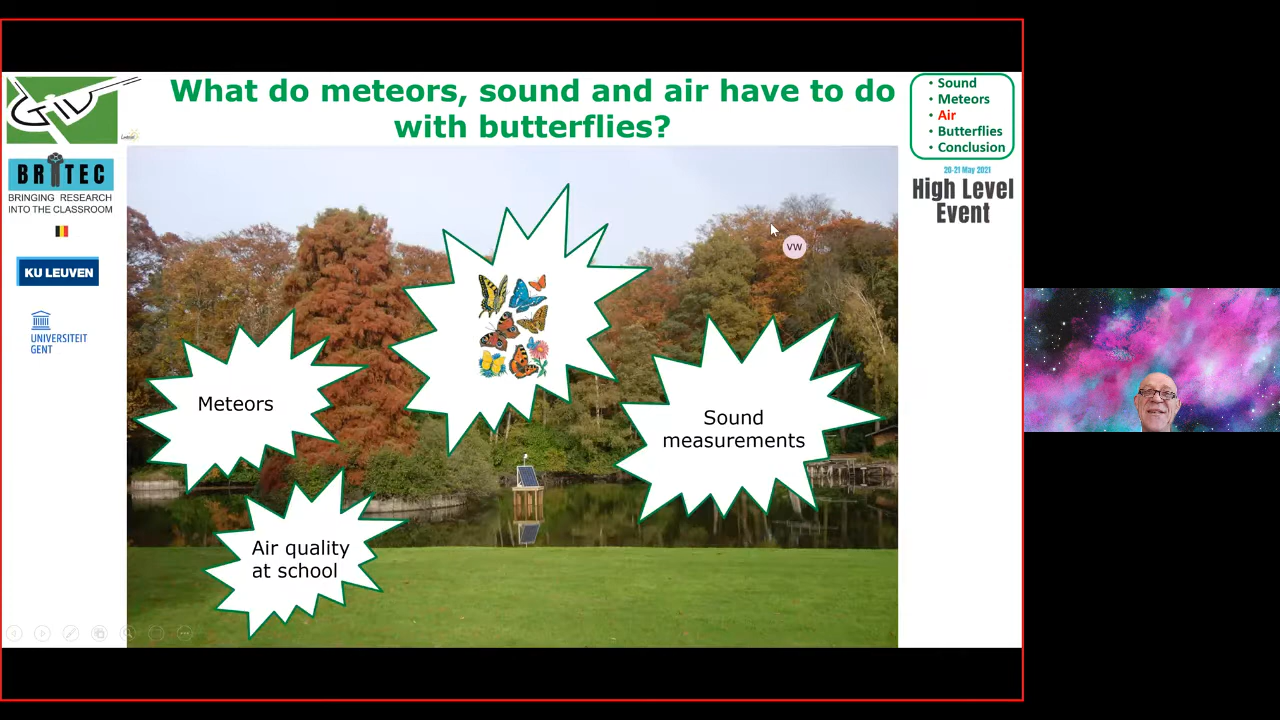 What do meteors, sound and air have to do
with butterflies?
GID
BRITEC
BRINGING RESEARCH
INTO THE CLASSROOM
KU LEUVEN
UNIVERSITEIT
GENT
• Sound
• Meteors
• Air
• Butterflies
• Conclusion
20-21 May 2021
High Level
Event
VW
Meteors
Sound
measurements
Air quality
at school